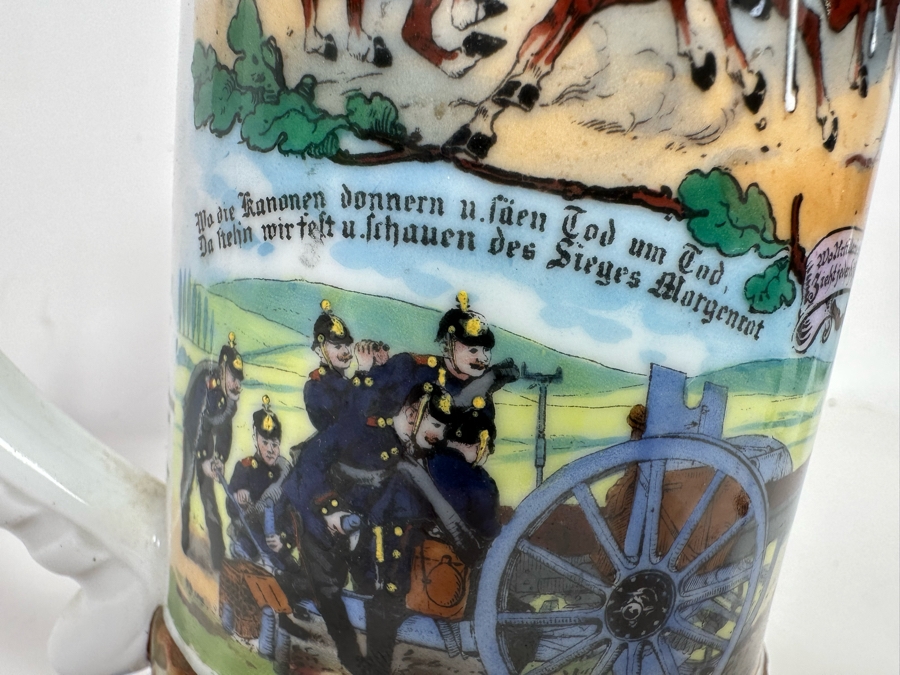 Wo die Kanonen donnern u. säen Tod um Tod,
Da stehn wir fest u. schauen des Sieges Morgenrot